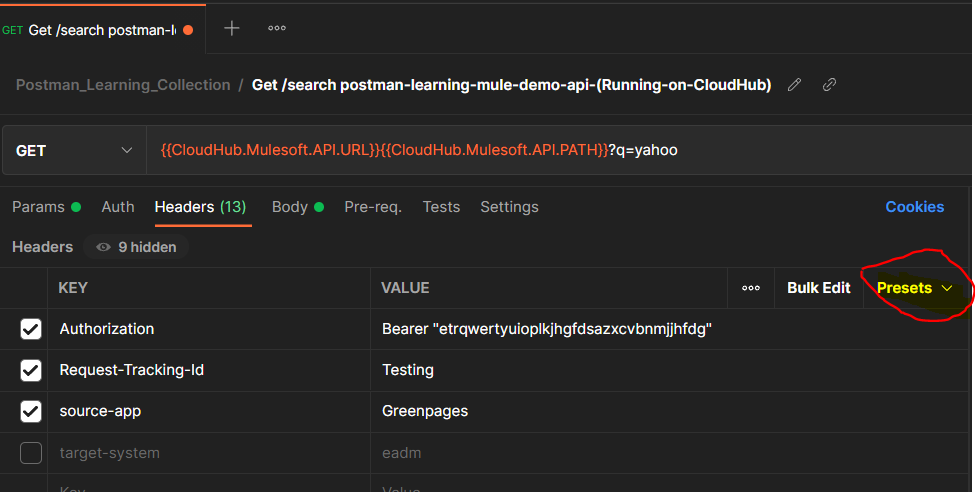 GET Get /search postman-l
Postman_Learning_Collection / Get /search postman-learning-mule-demo-api-(Running-on-CloudHub)
GET {{CloudHub.Mulesoft.API.URL}}{{CloudHub.Mulesoft.API.PATH}}?q=yahoo
Params Auth Headers (13) Body Pre-req. Tests Settings Cookies
Headers 9 hidden
KEY VALUE Bulk Edit Presets
Authorization Bearer "etrqwertyuioplkjhgfdsazxcvbnmjjhfdg"
Request-Tracking-Id Testing
source-app Greenpages
target-system eadm
Key Value